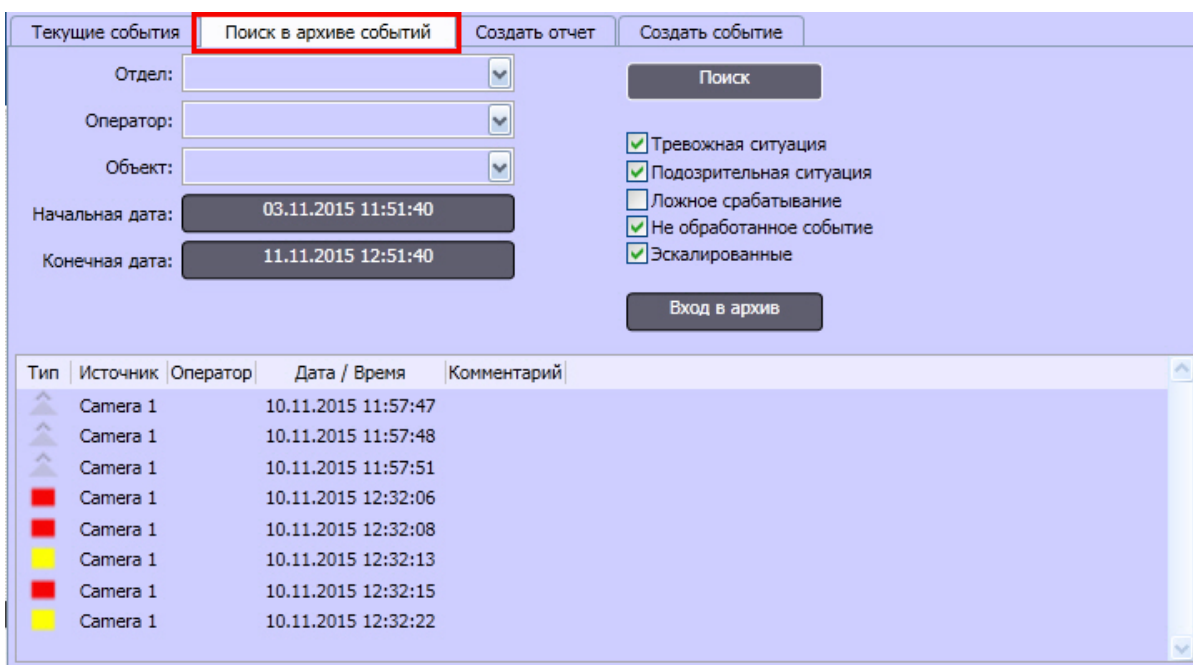 Текущие события Поиск в архиве событий Создать отчет Создать событие
Отдел:
Поиск
Оператор:
Тревожная ситуация
Объект:
Подозрительная ситуация
Ложное срабатывание
Начальная дата: 03.11.2015 11:51:40
Не обработанное событие
Конечная дата: 11.11.2015 12:51:40
Эскалированные
Вход в архив
Тип Источник Оператор Дата / Время Комментарий
Camera 1 10.11.2015 11:57:47
Camera 1 10.11.2015 11:57:48
Camera 1 10.11.2015 11:57:51
Camera 1 10.11.2015 12:32:06
Camera 1 10.11.2015 12:32:08
Camera 1 10.11.2015 12:32:13
Camera 1 10.11.2015 12:32:15
Camera 1 10.11.2015 12:32:22